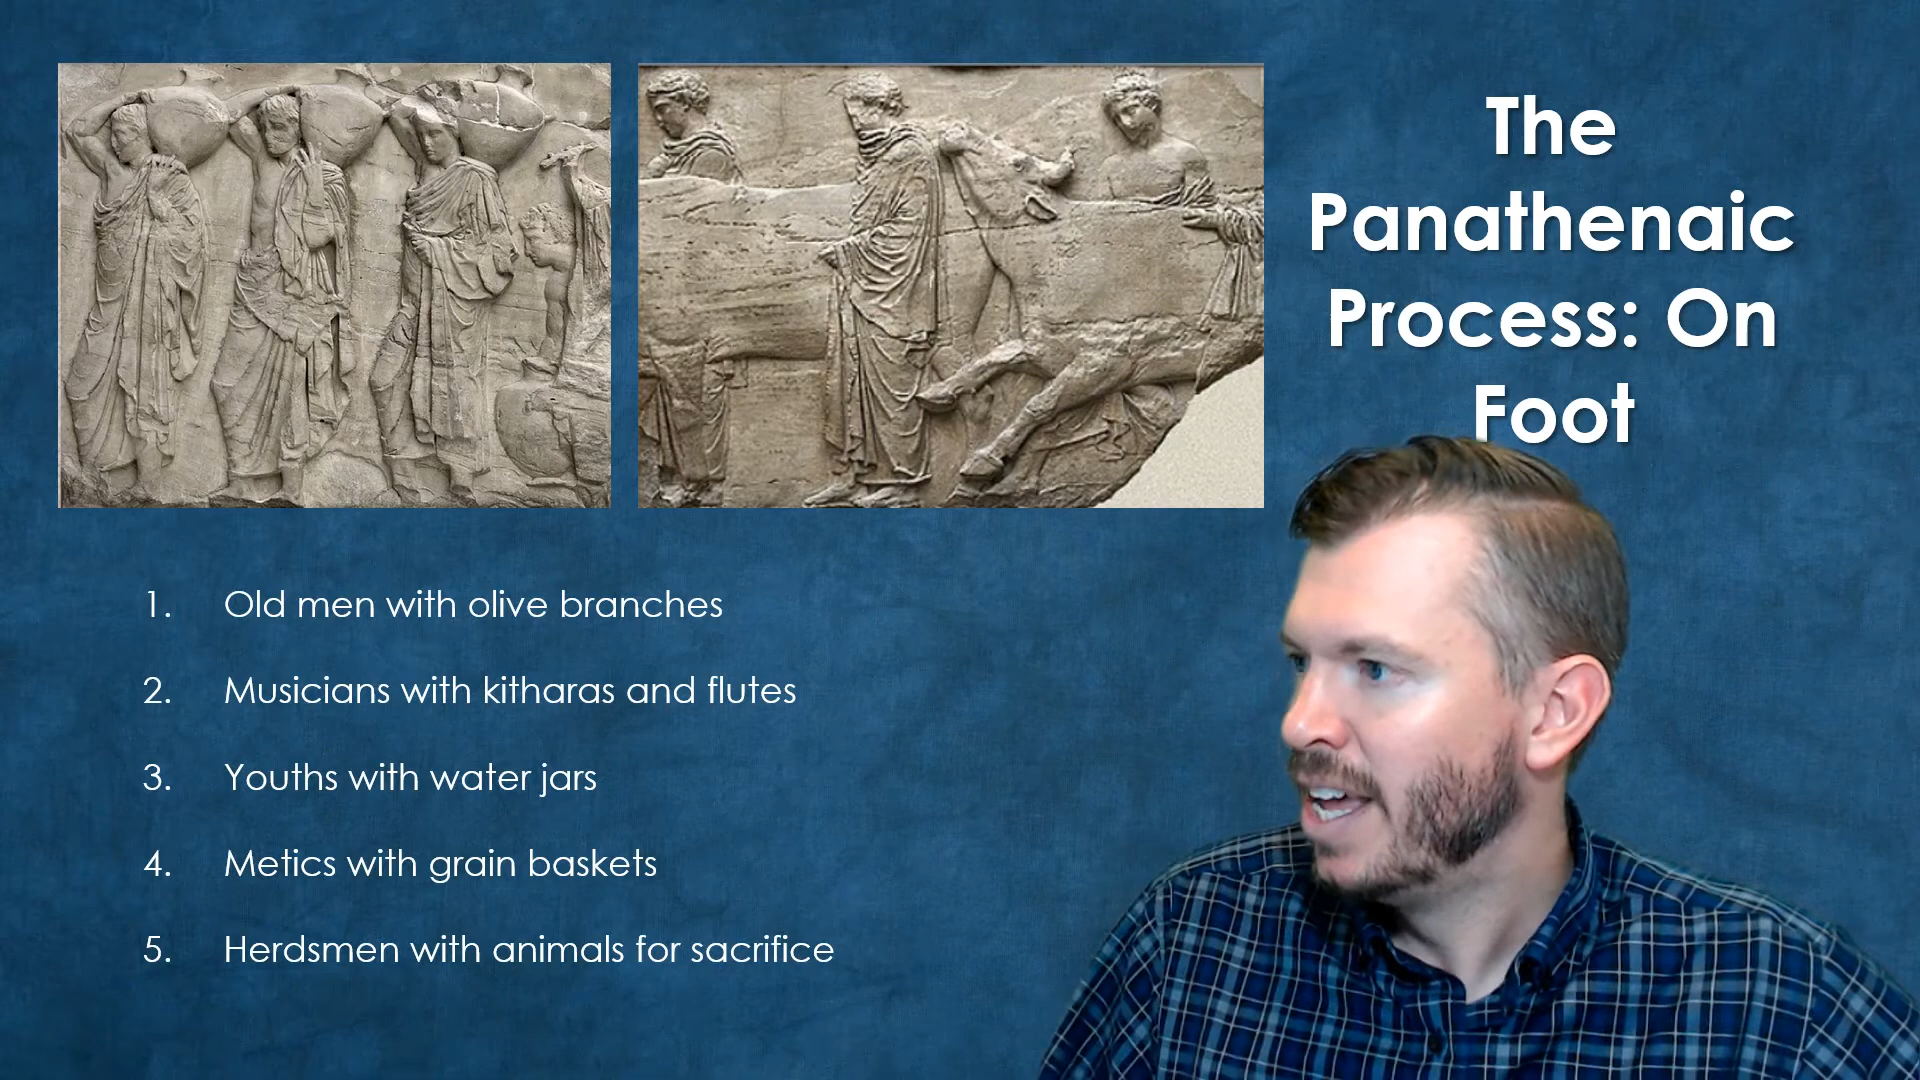 The
Panathenaic
Process: On
Foot
1. Old men with olive branches
2. Musicians with kitharas and flutes
3. Youths with water jars
4. Metics with grain baskets
5. Herdsmen with animals for sacrifice